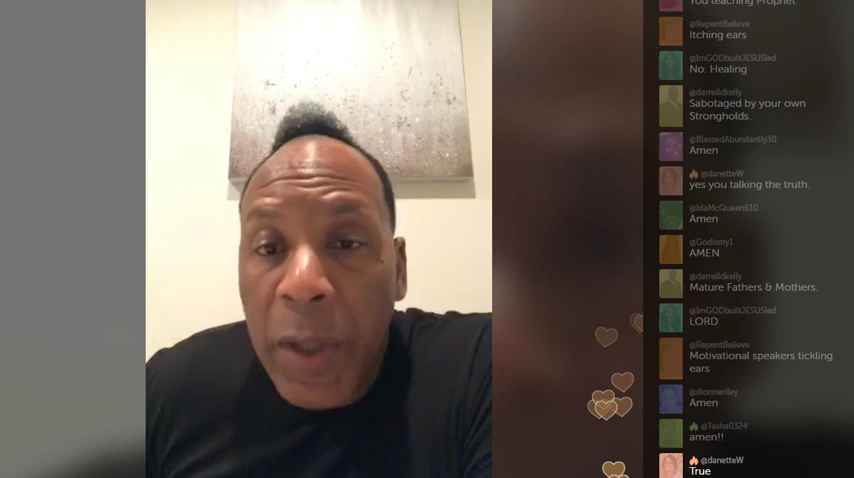 You teaching Prophet
@RepentBelieve
Itching ears
@ImGODbuiltJESUSled
No. Healing
@darrelldkelly
Sabotaged by your own
Strongholds.
@BlessedAbundantly30
Amen
@danetteW
yes you talking the truth.
@IdaMcQueen610
Amen
@Godismy1
AMEN
@darrelldkelly
Mature Fathers & Mothers.
@ImGODbuiltJESUSled
LORD
@RepentBelieve
Motivational speakers tickling
ears
@dionneriley
Amen
@Tasha0324
amen!!
@danetteW
True